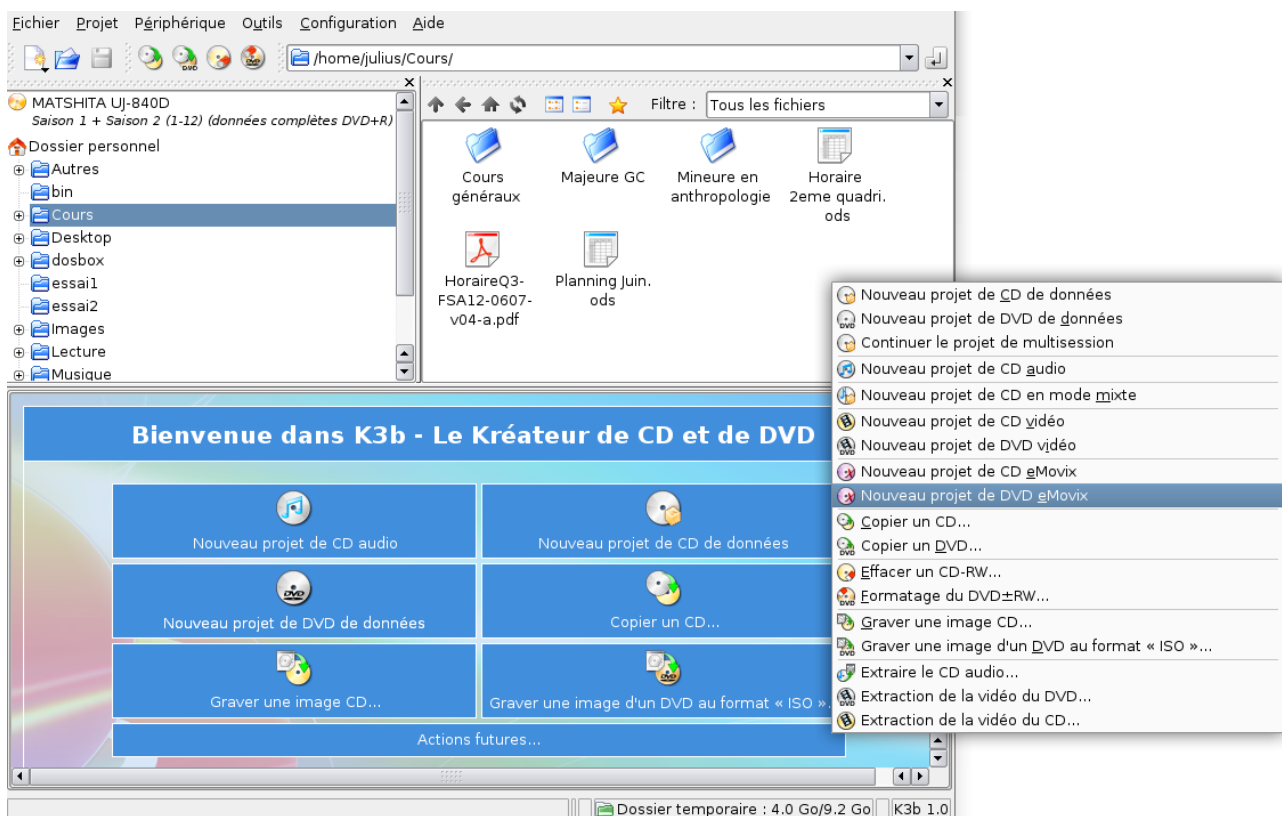 Fichier Projet Périphérique Outils Configuration Aide
DVD
/home/julius/Cours/
MATSHITA UJ-840D
Saison 1 + Saison 2 (1-12) (données complètes DVD+R)
Dossier personnel
Autres
bin
Cours
Desktop
dosbox
essai1
essai2
Images
Lecture
Musique
Filtre : Tous les fichiers
Cours
généraux
Majeure GC
Mineure en
anthropologie
Horaire
2eme quadri.
ods
HoraireQ3-
FSA12-0607-
v04-a.pdf
Planning Juin.
ods
Bienvenue dans K3b - Le Kréateur de CD et de DVD
Nouveau projet de CD audio
Nouveau projet de CD de données
DVD
Nouveau projet de DVD de données
Copier un CD...
Graver une image CD...
Graver une image d'un DVD au format « ISO ».
Actions futures...
Nouveau projet de CD de données
Nouveau projet de DVD de données
Continuer le projet de multisession
Nouveau projet de CD audio
Nouveau projet de CD en mode mixte
Nouveau projet de CD vidéo
Nouveau projet de DVD vidéo
Nouveau projet de CD eMovix
Nouveau projet de DVD eMovix
Copier un CD...
Copier un DVD...
Effacer un CD-RW...
Formatage du DVD±RW...
Graver une image CD...
Graver une image d'un DVD au format « ISO »...
Extraire le CD audio...
Extraction de la vidéo du DVD...
Extraction de la vidéo du CD...
Dossier temporaire : 4.0 Go/9.2 Go
K3b 1.0